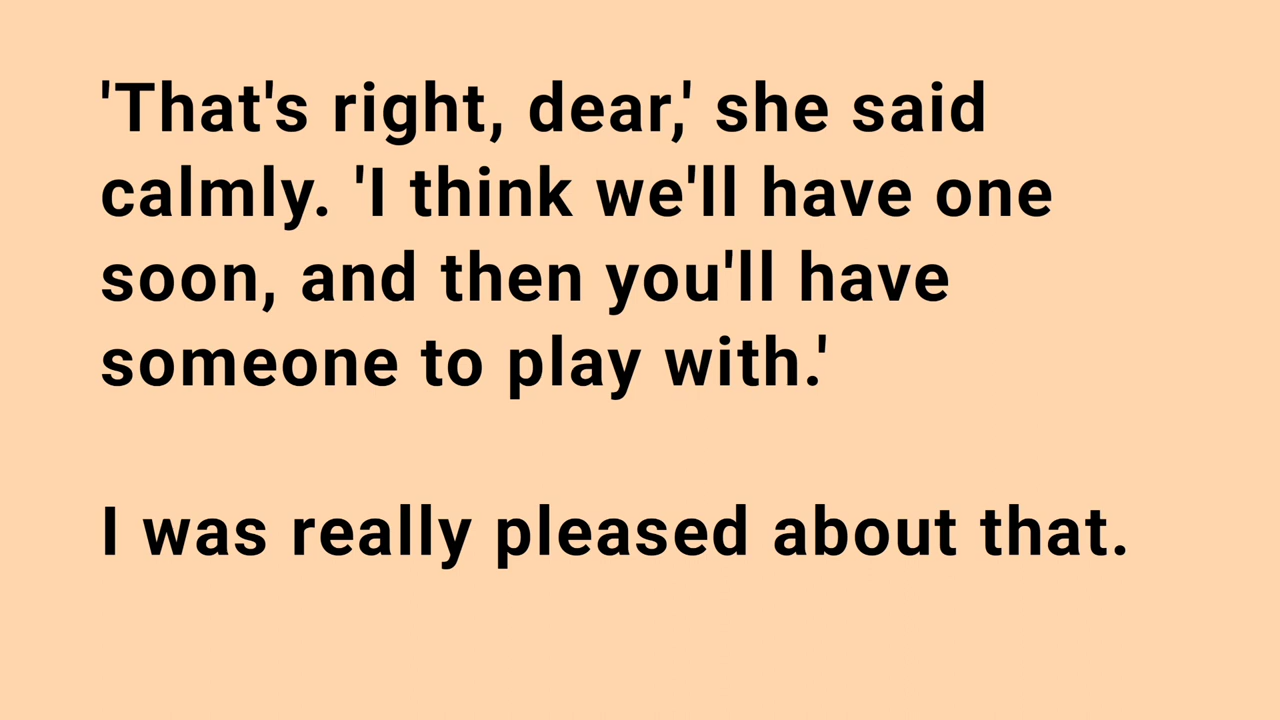 'That's right, dear,' she said
calmly. 'I think we'll have one
soon, and then you'll have
someone to play with.'
I was really pleased about that.